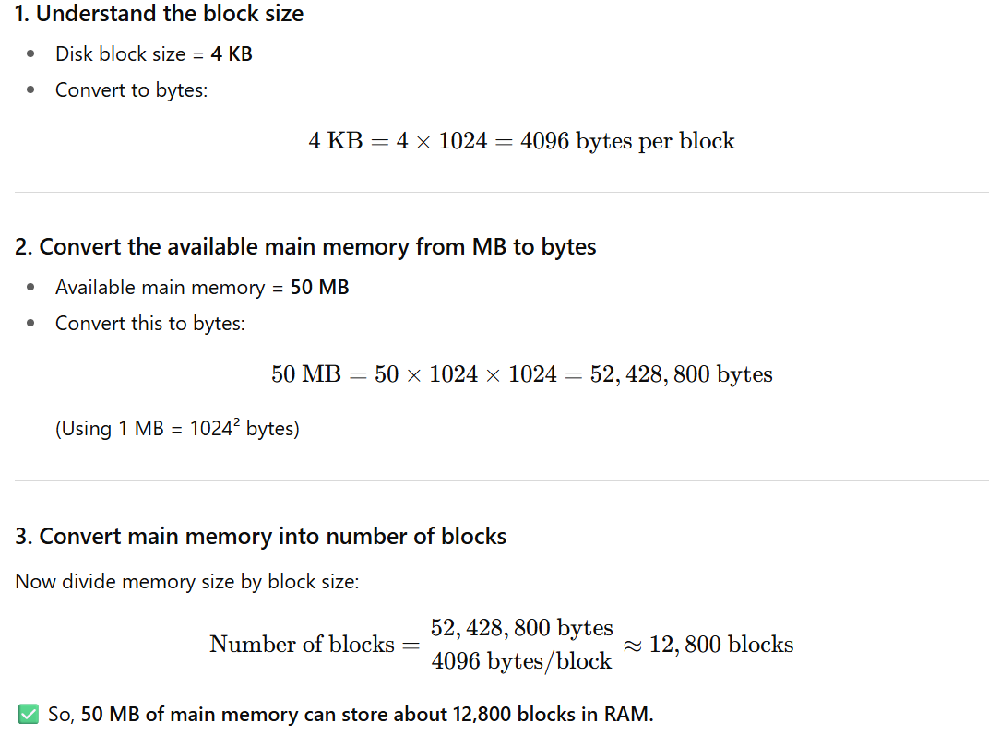 1. Understand the block size
• Disk block size = 4 KB
• Convert to bytes:
4 KB = 4 × 1024 = 4096 bytes per block
2. Convert the available main memory from MB to bytes
• Available main memory = 50 MB
• Convert this to bytes:
50 MB = 50 × 1024 × 1024 = 52, 428, 800 bytes
(Using 1 MB = 1024² bytes)
3. Convert main memory into number of blocks
Now divide memory size by block size:
Number of blocks = 52, 428, 800 bytes / 4096 bytes/block ≈ 12, 800 blocks
✅ So, 50 MB of main memory can store about 12,800 blocks in RAM.